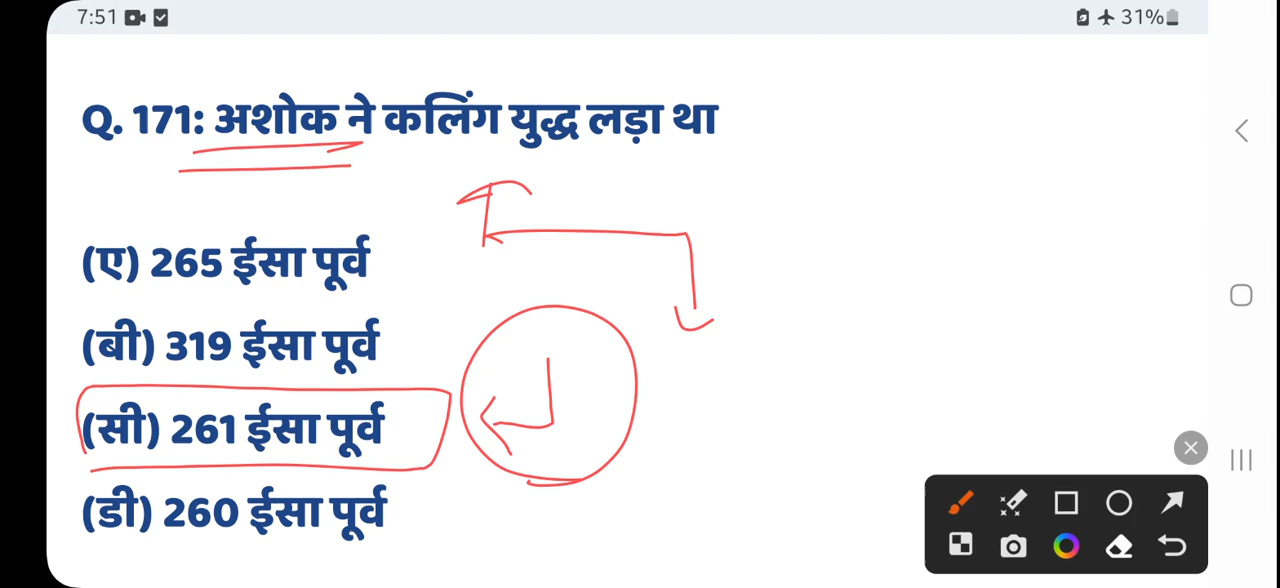 7:51
31%
Q. 171: अशोक ने कलिंग युद्ध लड़ा था
(ए) 265 ईसा पूर्व
(बी) 319 ईसा पूर्व
(सी) 261 ईसा पूर्व
(डी) 260 ईसा पूर्व